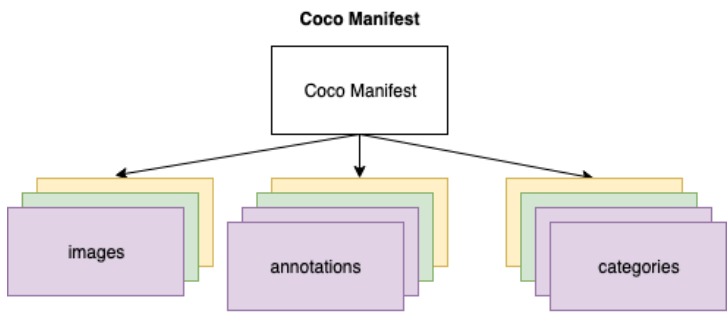 Coco Manifest
Coco Manifest
images
annotations
categories